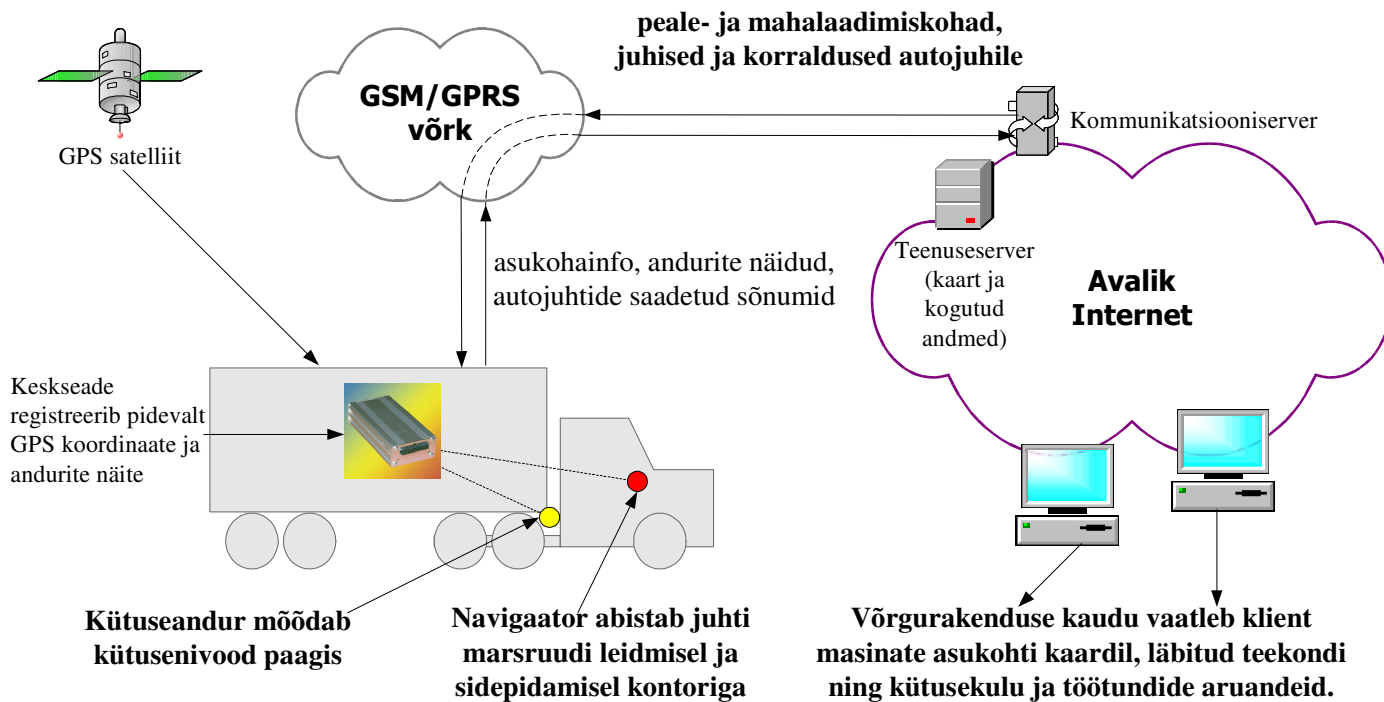 peale- ja mahalaadimiskohad,
juhised ja korraldused autojuhile
GSM/GPRS
võrk
Kommunikatsiooniserver
GPS satelliit
Teenuseserver
(kaart ja
kogutud
andmed)
Avalik
Internet
asukohainfo, andurite näidud,
autojuhtide saadetud sõnumid
Keskseade
registreerib pidevalt
GPS koordinaate ja
andurite näite
Kütuseandur mõõdab
kütusenivood paagis
Navigaator abistab juhti
marsruudi leidmisel ja
sidepidamisel kontoriga
Võrgurakenduse kaudu vaatleb klient
masinate asukohti kaardil, läbitud teekondi
ning kütusekulu ja töötundide aruandeid.